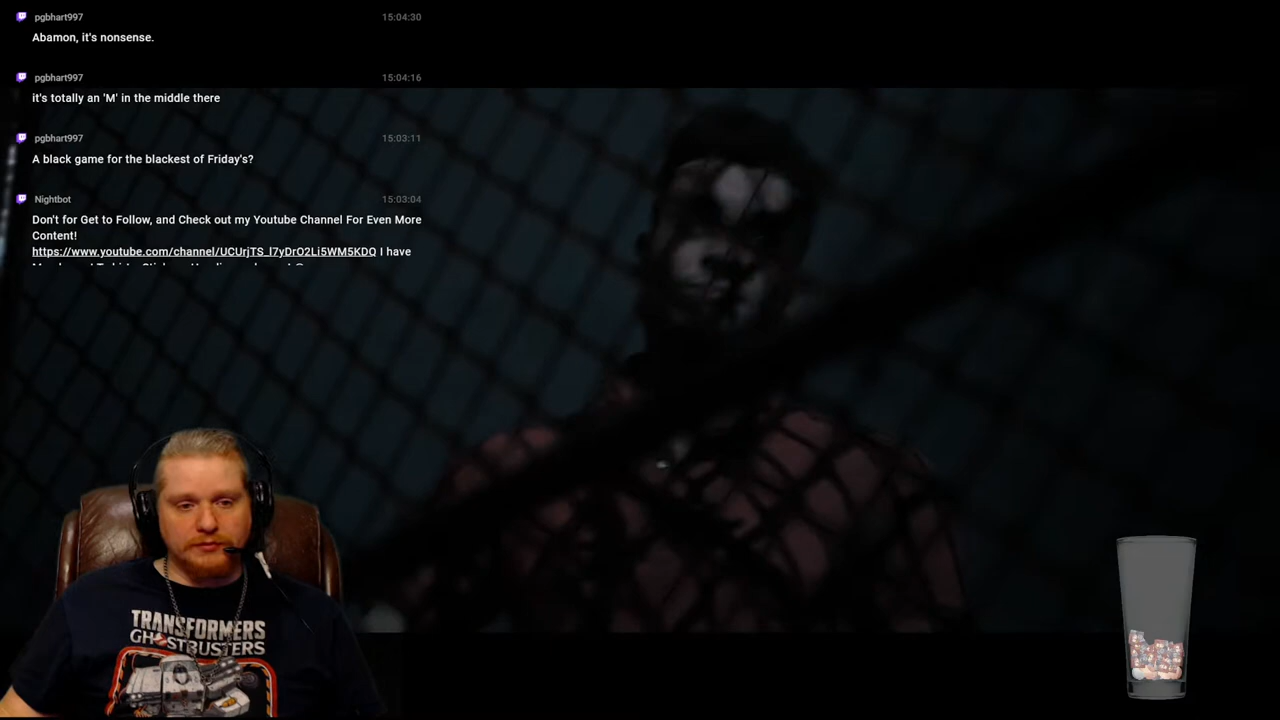 pgbhart997 15:04:30
Abamon, it's nonsense.
pgbhart997 15:04:16
it's totally an 'M' in the middle there
pgbhart997 15:03:11
A black game for the blackest of Friday's?
Nightbot 15:03:04
Don't for Get to Follow, and Check out my Youtube Channel For Even More
Content!
https://www.youtube.com/channel/UCUrjTS_l7yDrO2Li5WM5KDQ I have
TRANSFORMERS
GHOSTBUSTERS